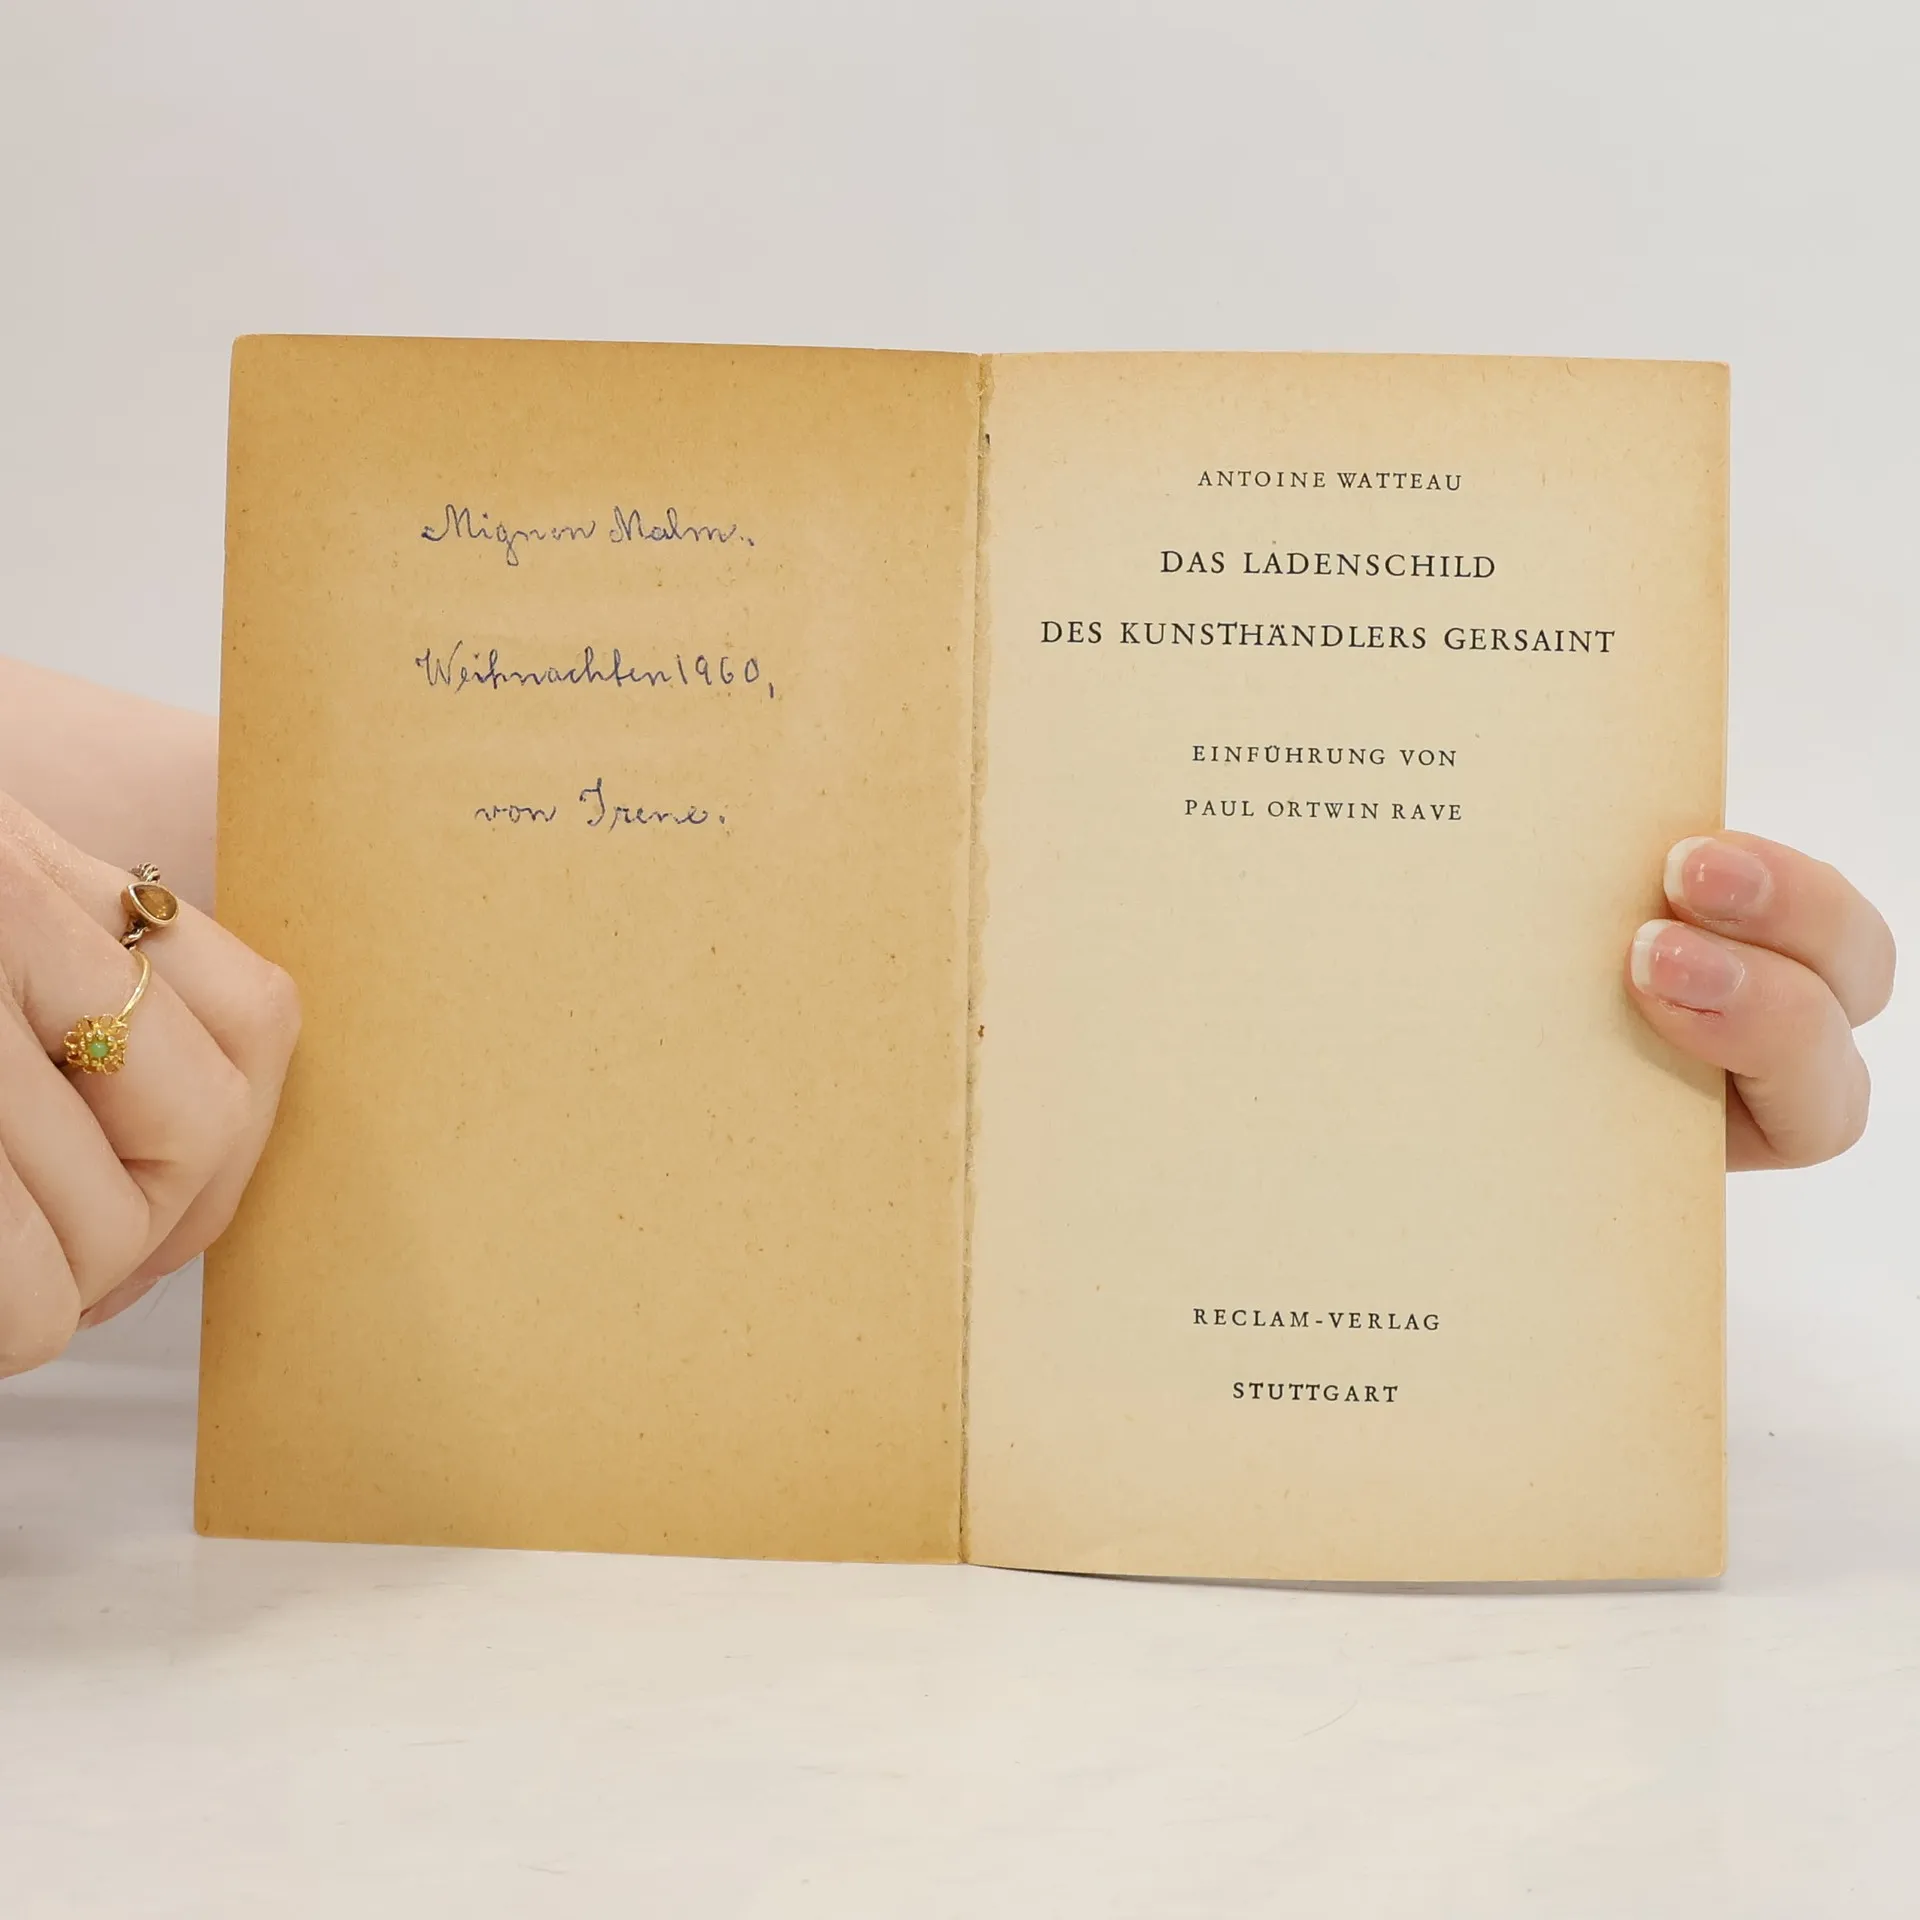 Mignon Malm.
Weihnachten 1960,
von Irene.
ANTOINE WATTEAU
DAS LADENSCHILD
DES KUNSTHÄNDLERS GERSAINT
EINFÜHRUNG VON
PAUL ORTWIN RAVE
RECLAM-VERLAG
STUTTGART